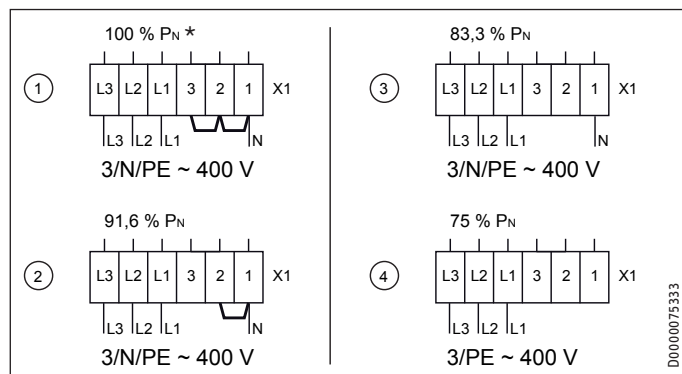 100 % PN *
1
L3 L2 L1 3 2 1 X1
L3 L2 L1 N
3/N/PE ~ 400 V
91,6 % PN
2
L3 L2 L1 3 2 1 X1
L3 L2 L1 N
3/N/PE ~ 400 V
83,3 % PN
3
L3 L2 L1 3 2 1 X1
L3 L2 L1 N
3/N/PE ~ 400 V
75 % PN
4
L3 L2 L1 3 2 1 X1
L3 L2 L1
3/PE ~ 400 V
D0000075333